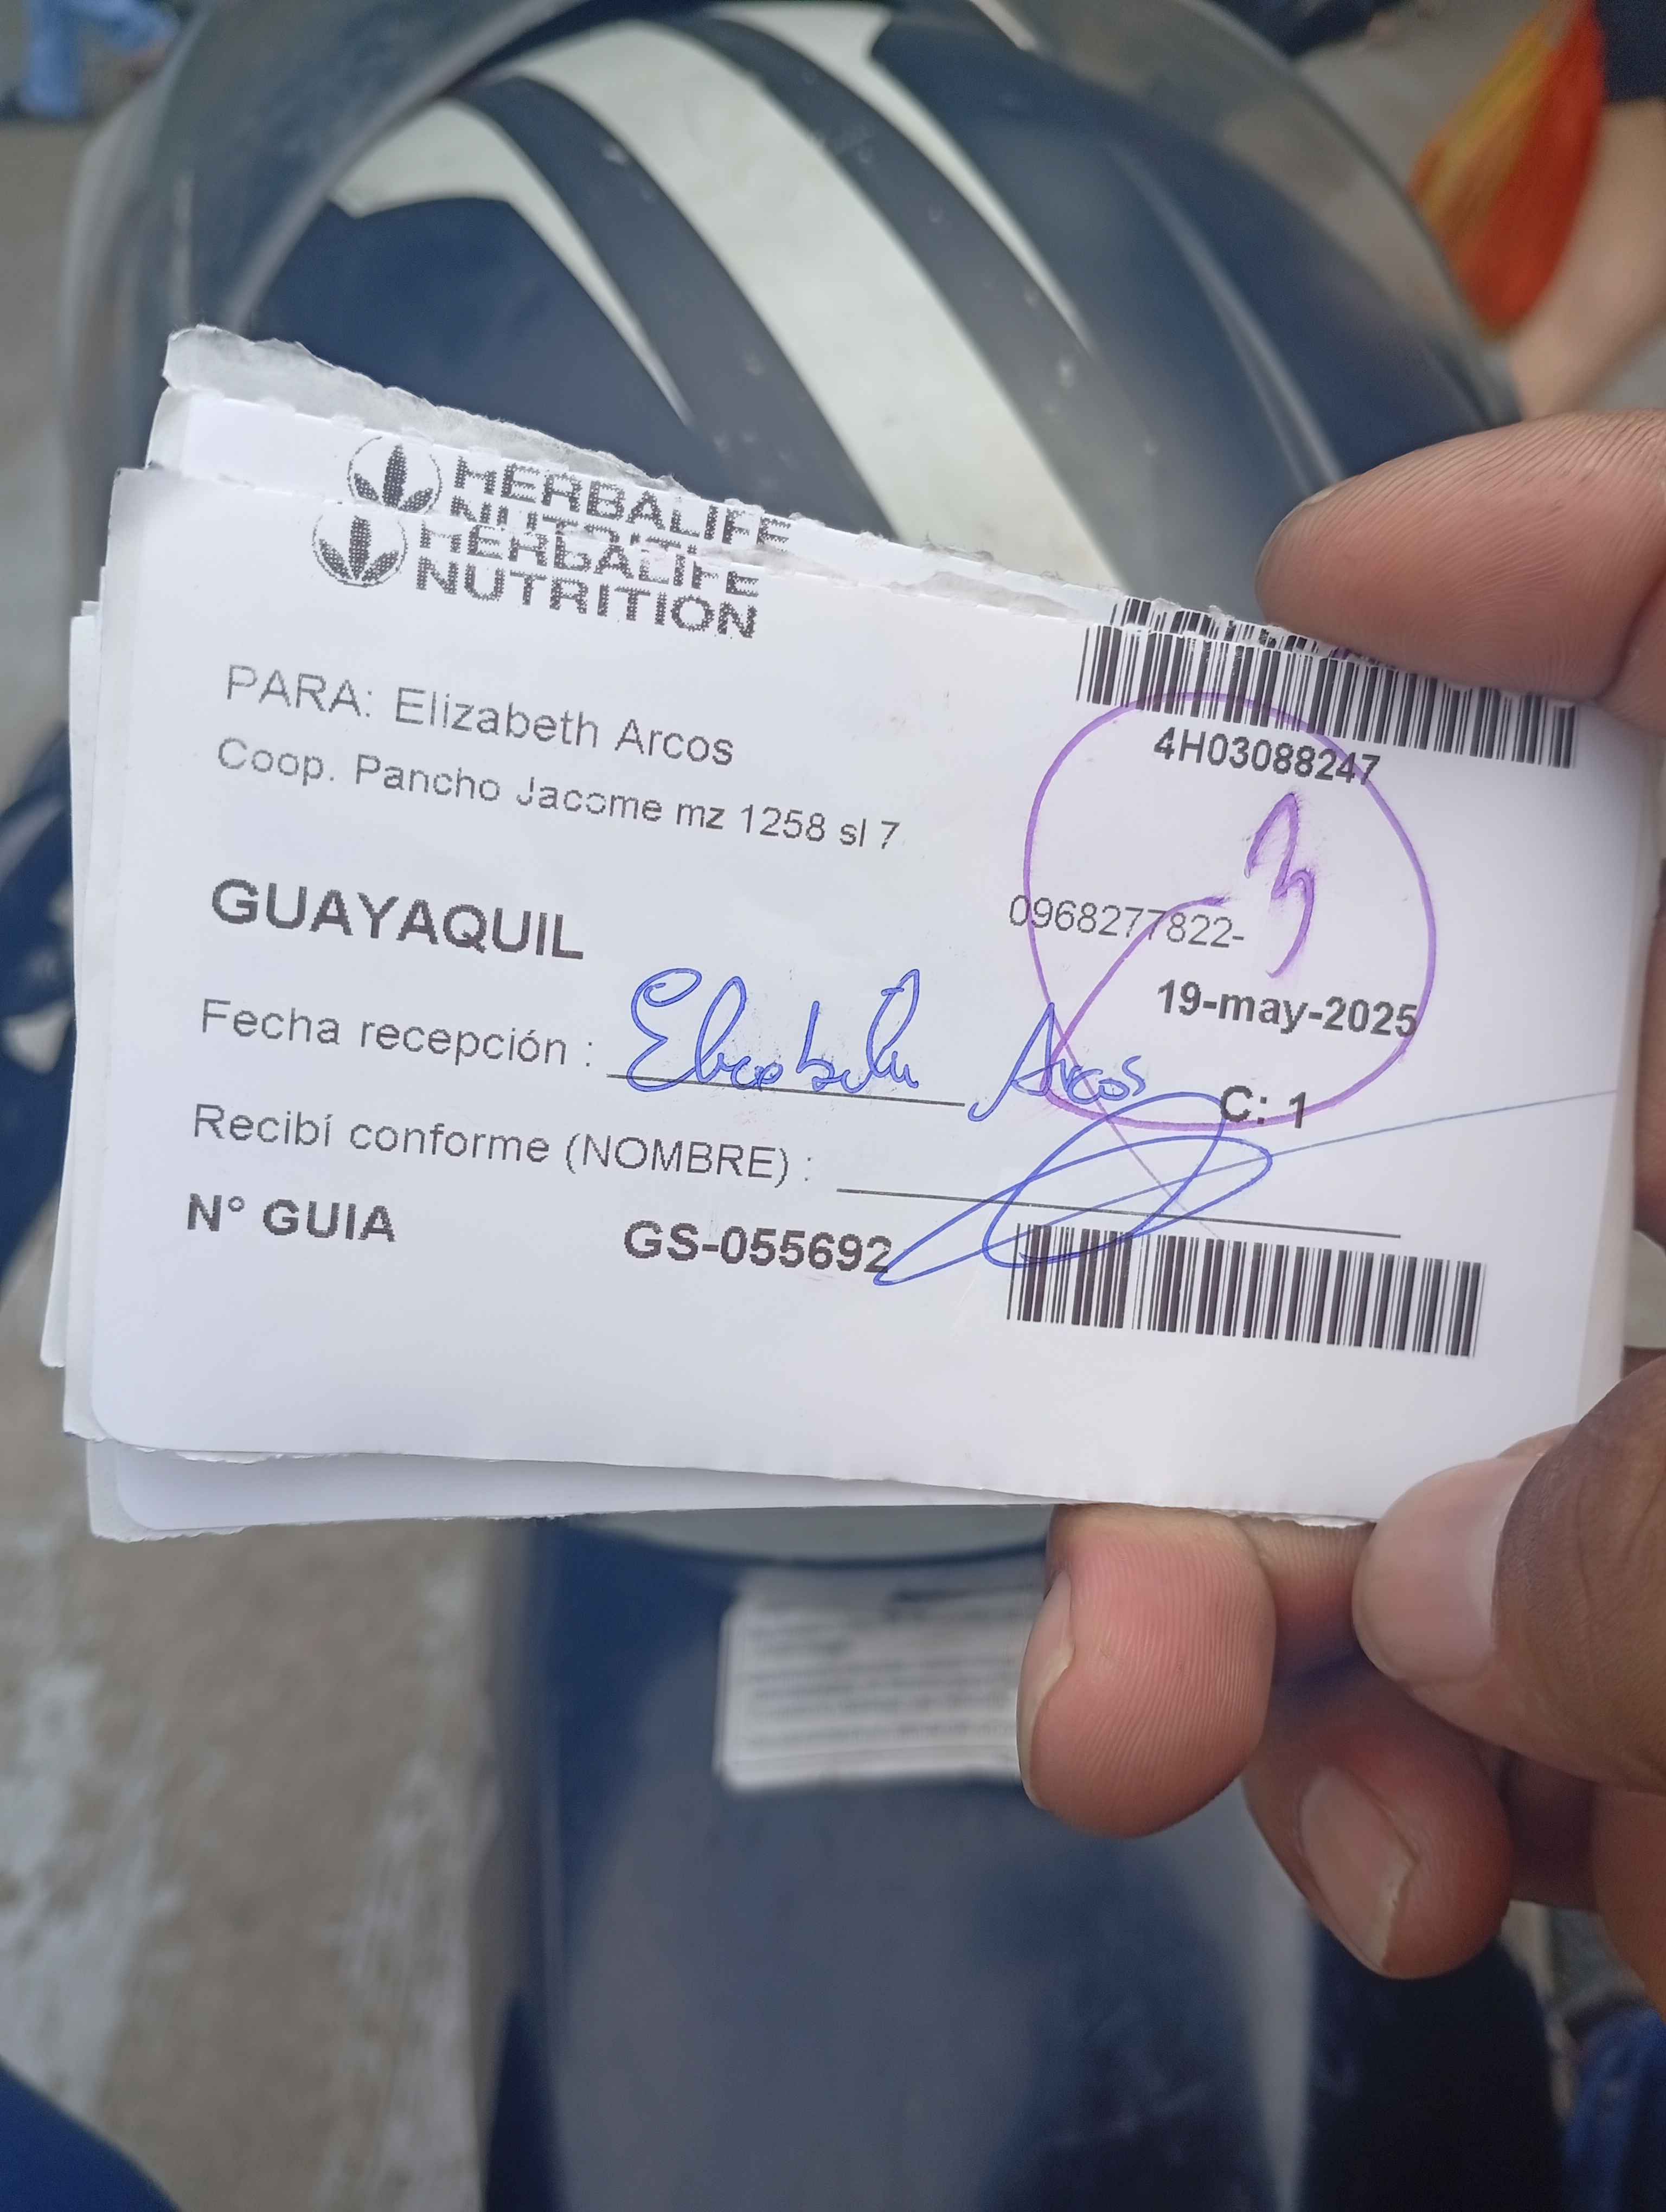 HERBALIFE
HERBALIFE
NUTRITION
4H03088247
PARA: Elizabeth Arcos
Coop. Pancho Jacome mz 1258 sl 7
3
0968277822-
GUAYAQUIL
19-may-2025
Fecha recepción : Elizabeth Arcos
C: 1
Recibí conforme (NOMBRE) :
N° GUIA GS-055692